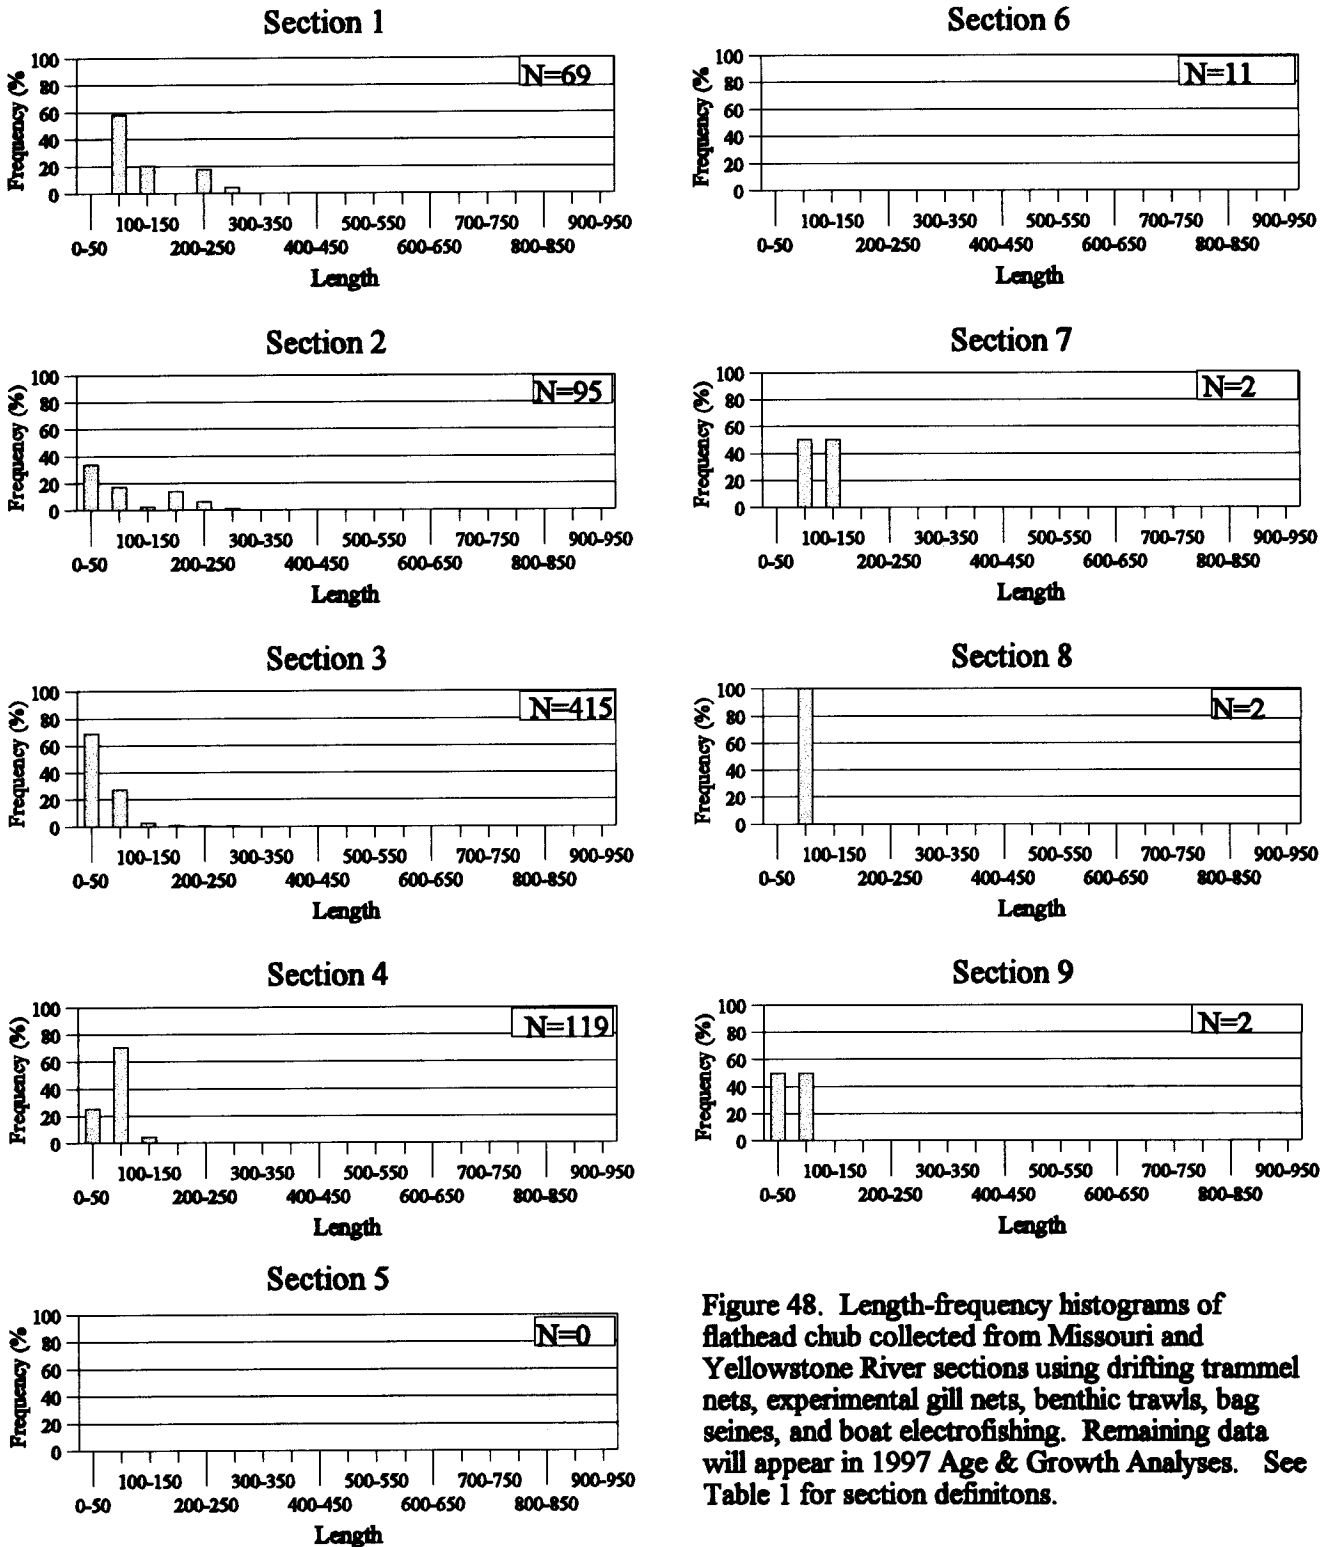 Section 1
Frequency (%
100
80
60
40
20
0
N=69
100-150 300-350 500-550 700-750 900-950
0-50 200-250 400-450 600-650 800-850
Length
Section 2
Frequency (%)
100
80
60
40
20
0
N=95
100-150 300-350 500-550 700-750 900-950
0-50 200-250 400-450 600-650 800-850
Length
Section 3
Frequency (%)
100
80
60
40
20
0
N=415
100-150 300-350 500-550 700-750 900-950
0-50 200-250 400-450 600-650 800-850
Length
Section 4
Frequency (%)
100
80
60
40
20
0
N=119
100-150 300-350 500-550 700-750 900-950
0-50 200-250 400-450 600-650 800-850
Length
Section 5
Frequency (%
100
80
60
40
20
0
N=0
100-150 300-350 500-550 700-750 900-950
0-50 200-250 400-450 600-650 800-850
Length
Section 6
Frequency (%
100
80
60
40
20
0
N=11
100-150 300-350 500-550 700-750 900-950
0-50 200-250 400-450 600-650 800-850
Length
Section 7
Frequency (%)
100
80
60
40
20
0
N=2
100-150 300-350 500-550 700-750 900-950
0-50 200-250 400-450 600-650 800-850
Length
Section 8
Frequency (%)
100
80
60
40
20
0
N=2
100-150 300-350 500-550 700-750 900-950
0-50 200-250 400-450 600-650 800-850
Length
Section 9
Frequency (%)
100
80
60
40
20
0
N=2
100-150 300-350 500-550 700-750 900-950
0-50 200-250 400-450 600-650 800-850
Length
Figure 48. Length-frequency histograms of
flathead chub collected from Missouri and
Yellowstone River sections using drifting trammel
nets, experimental gill nets, benthic trawls, bag
seines, and boat electrofishing. Remaining data
will appear in 1997 Age & Growth Analyses. See
Table 1 for section definitons.